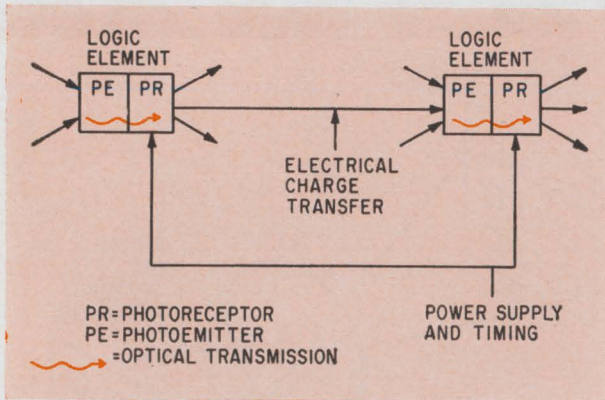 LOGIC
ELEMENT
PE PR
LOGIC
ELEMENT
PE PR
ELECTRICAL
CHARGE
TRANSFER
PR=PHOTORECEPTOR
PE=PHOTOEMITTER
=OPTICAL TRANSMISSION
POWER SUPPLY
AND TIMING